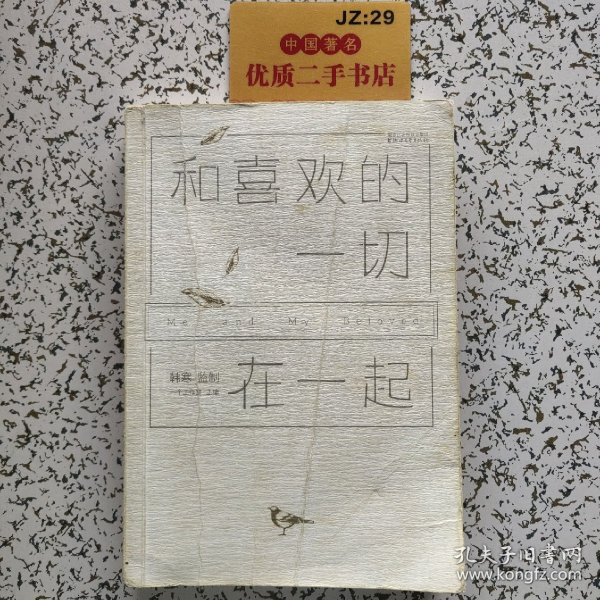 JZ:29
中国著名
优质二手书店
和喜欢的
一切
Me and My Beloved
韩寒 监制
在一起
孔夫子旧书网
www.kongfz.com